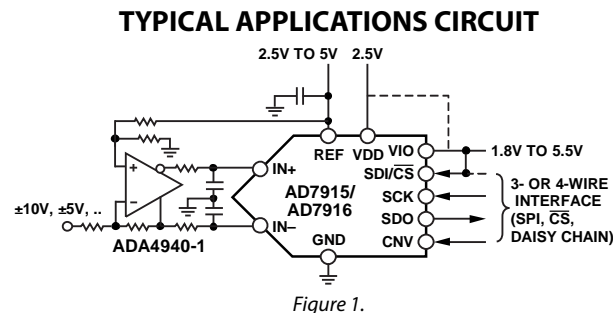 TYPICAL APPLICATIONS CIRCUIT
2.5V TO 5V
2.5V
REF
VDD
VIO
1.8V TO 5.5V
SDI/CS
IN+
AD7915/
AD7916
SCK
3- OR 4-WIRE
INTERFACE
(SPI, CS,
DAISY CHAIN)
SDO
±10V, ±5V, ..
+
−
IN−
GND
CNV
ADA4940-1
Figure 1.